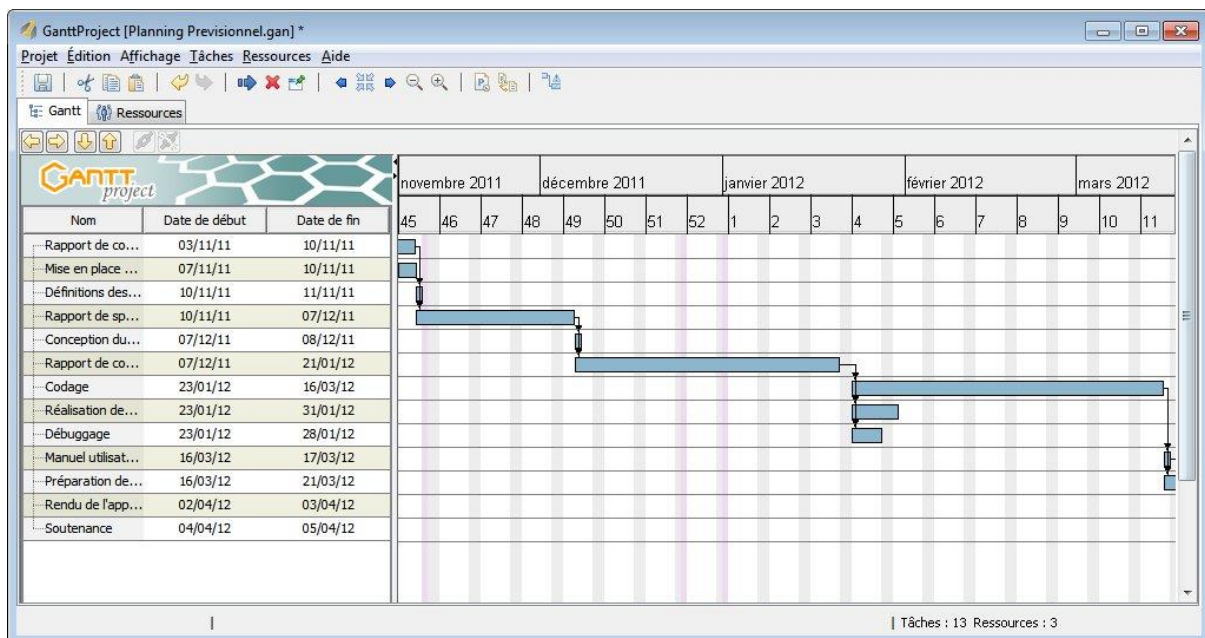 GanttProject [Planning Previsionnel.gan] *
Projet Édition Affichage Tâches Ressources Aide
Gantt Ressources
GANTT project
novembre 2011 décembre 2011 janvier 2012 février 2012 mars 2012
Nom Date de début Date de fin 45 46 47 48 49 50 51 52 1 2 3 4 5 6 7 8 9 10 11
Rapport de co... 03/11/11 10/11/11
Mise en place ... 07/11/11 10/11/11
Définitions des... 10/11/11 11/11/11
Rapport de sp... 10/11/11 07/12/11
Conception du... 07/12/11 08/12/11
Rapport de co... 07/12/11 21/01/12
Codage 23/01/12 16/03/12
Réalisation de... 23/01/12 31/01/12
Débuggage 23/01/12 28/01/12
Manuel utilisat... 16/03/12 17/03/12
Préparation de... 16/03/12 21/03/12
Rendu de l'app... 02/04/12 03/04/12
Soutenance 04/04/12 05/04/12
Tâches : 13 Ressources : 3